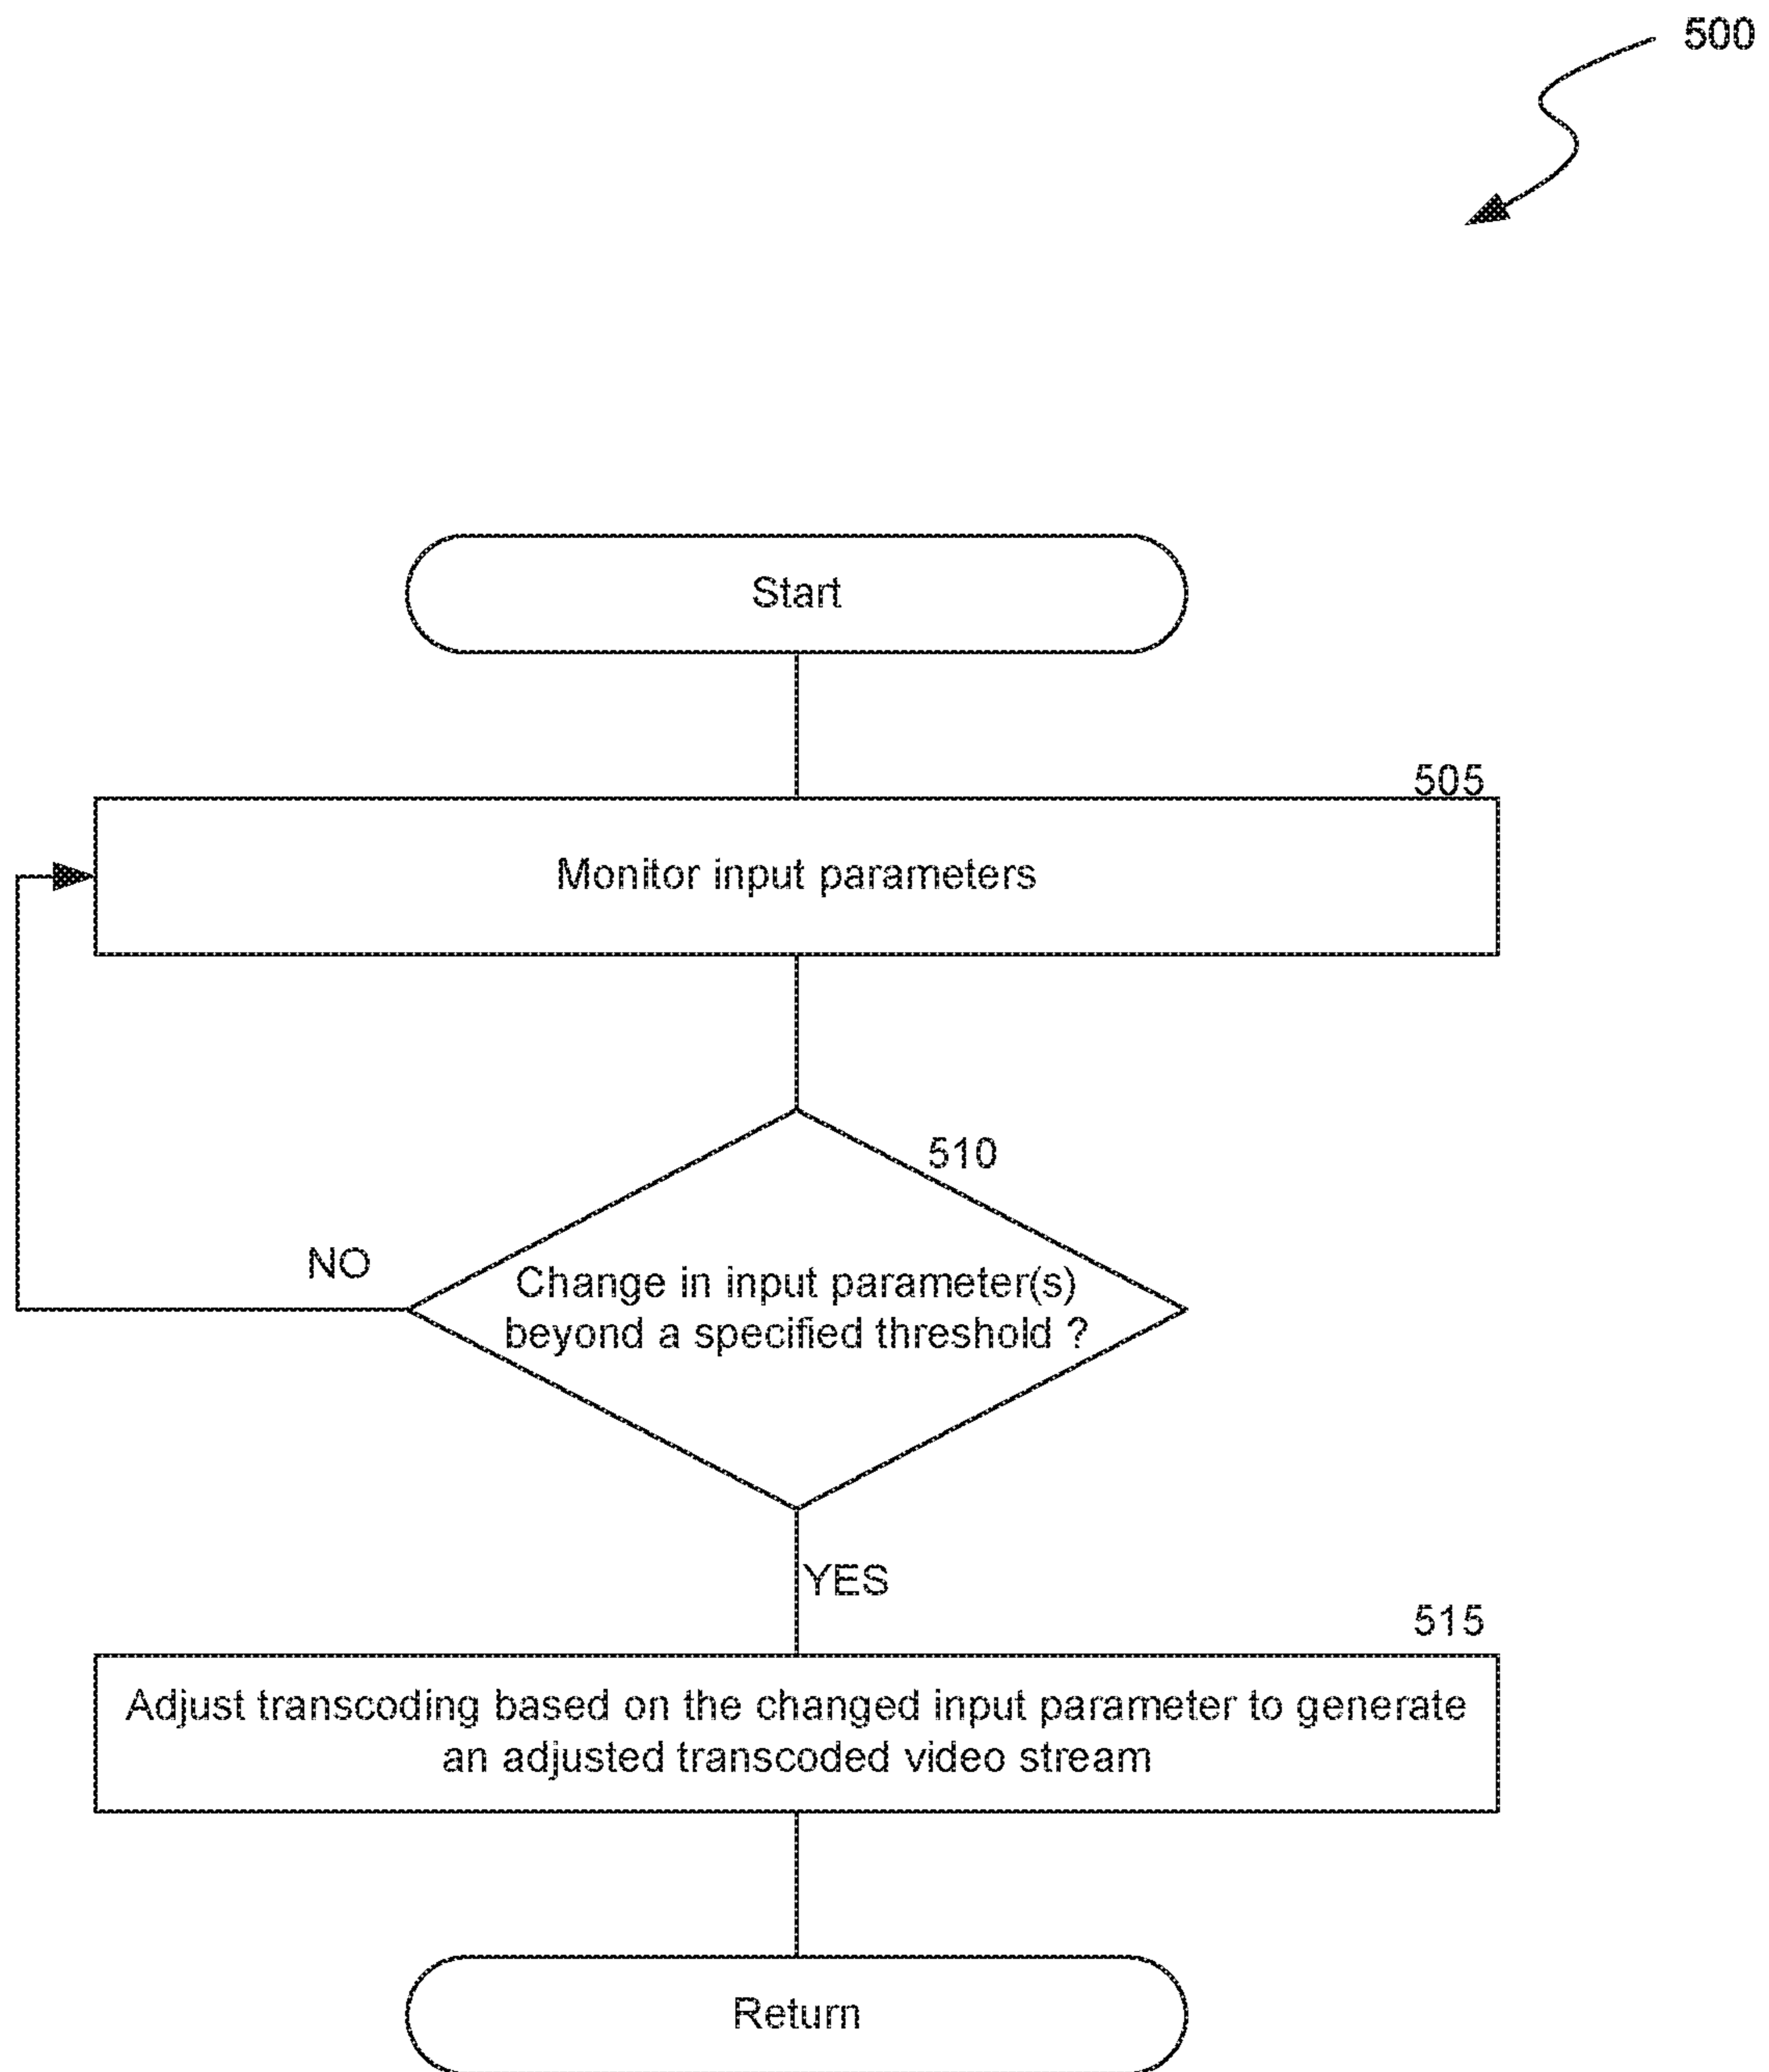 500
Start
505
Monitor input parameters
510
NO
Change in input parameter(s)
beyond a specified threshold ?
YES
515
Adjust transcoding based on the changed input parameter to generate
an adjusted transcoded video stream
Return